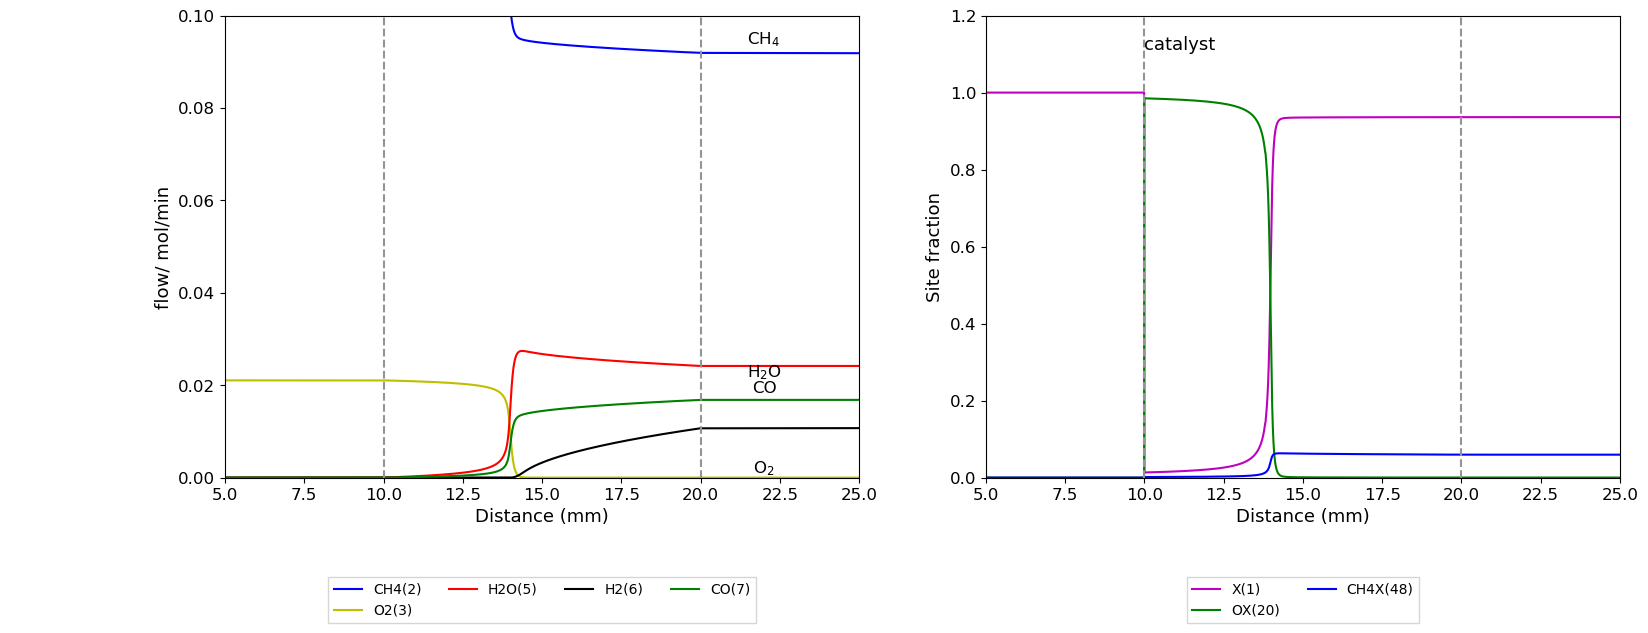 0.10
0.08
0.06
0.04
0.02
0.00
flow/ mol/min
CH₄
H₂O
CO
O₂
5.0 7.5 10.0 12.5 15.0 17.5 20.0 22.5 25.0
Distance (mm)
CH4(2) H2O(5) H2(6) CO(7)
O2(3)
1.2
1.0
0.8
0.6
0.4
0.2
0.0
Site fraction
catalyst
5.0 7.5 10.0 12.5 15.0 17.5 20.0 22.5 25.0
Distance (mm)
X(1) CH4X(48)
OX(20)